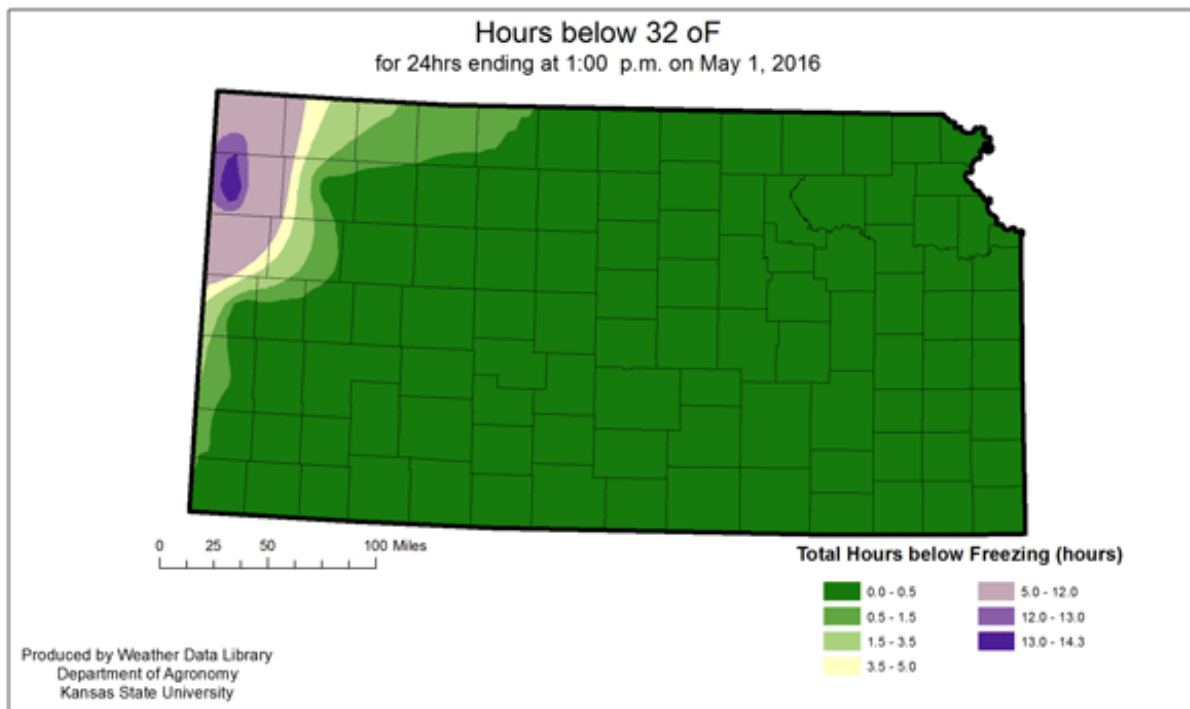 Hours below 32 oF
for 24hrs ending at 1:00 p.m. on May 1, 2016
0 25 50 100 Miles
Total Hours below Freezing (hours)
0.0 - 0.5
0.5 - 1.5
1.5 - 3.5
3.5 - 5.0
5.0 - 12.0
12.0 - 13.0
13.0 - 14.3
Produced by Weather Data Library
Department of Agronomy
Kansas State University